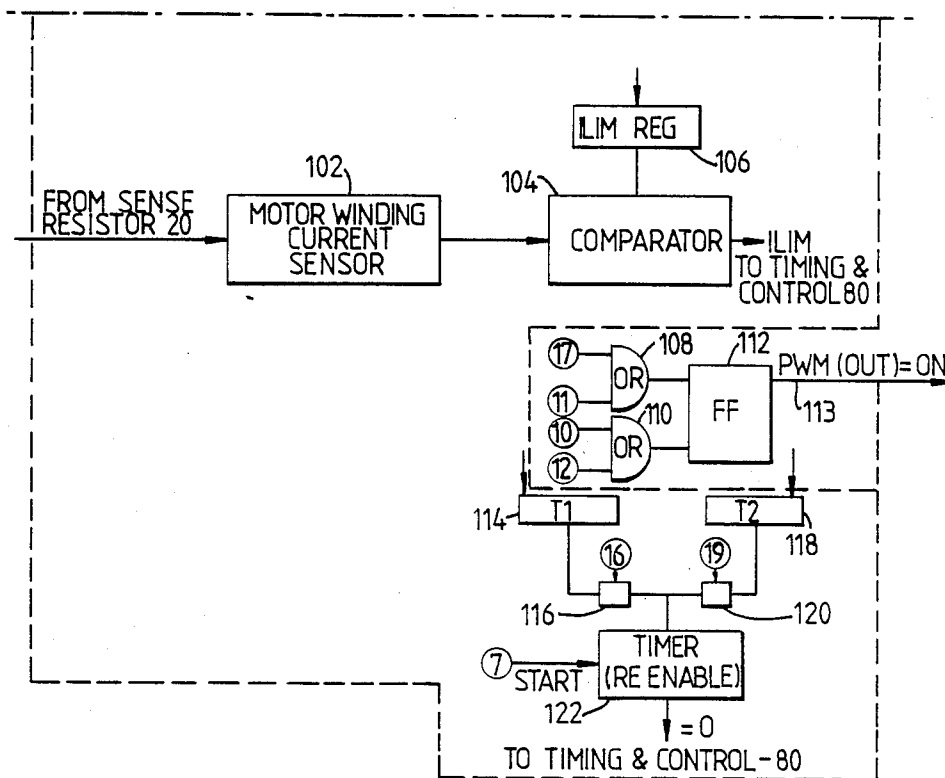 ILIM REG
106
102
104
FROM SENSE
RESISTOR 20
MOTOR WINDING
CURRENT
SENSOR
COMPARATOR
ILIM
TO TIMING &
CONTROL 80
17
OR
108
112
PWM (OUT)=ON
11
FF
113
10
OR
110
12
114
T1
T2
118
16
19
116
120
7
START
TIMER
(RE ENABLE)
122
=0
TO TIMING & CONTROL-80